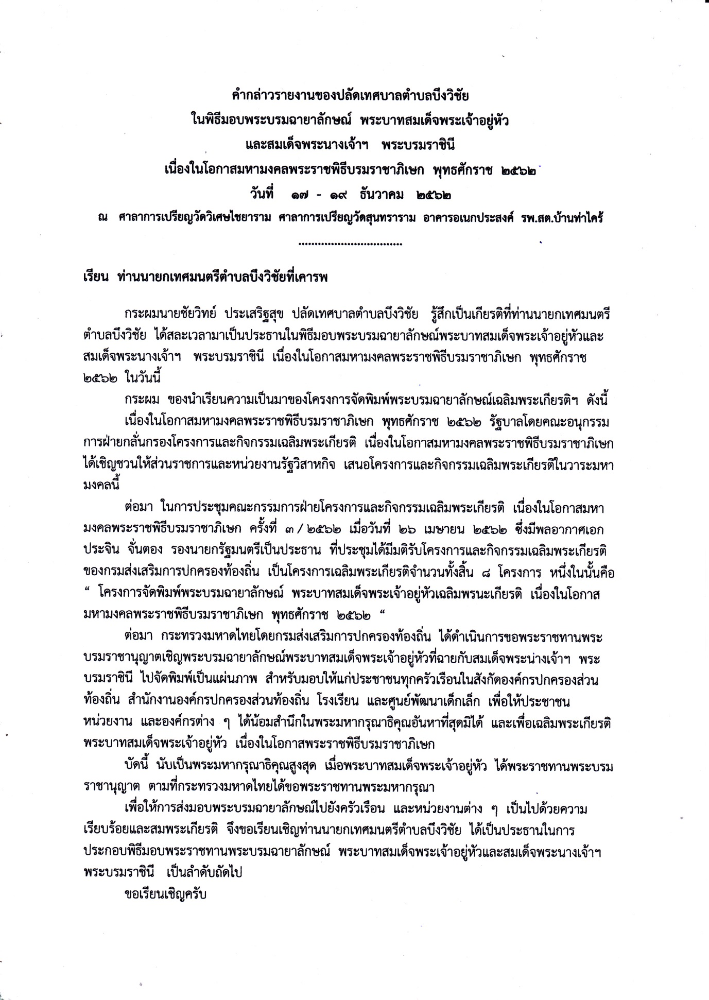 คำกล่าวรายงานของปลัดเทศบาลตำบลบึงวิชัย
ในพิธีมอบพระบรมฉายาลักษณ์ พระบาทสมเด็จพระเจ้าอยู่หัว
และสมเด็จพระนางเจ้าฯ พระบรมราชินี
เนื่องในโอกาสมหามงคลพระราชพิธีบรมราชาภิเษก พุทธศักราช ๒๕๖๒
วันที่ ๑๗ - ๑๙ ธันวาคม ๒๕๖๒
ณ ศาลาการเปรียญวัดวิเศษไชยาราม ศาลาการเปรียญวัดสุนทราราม อาคารอเนกประสงค์ รพ.สต.บ้านท่าไคร้
................................
เรียน ท่านนายกเทศมนตรีตำบลบึงวิชัยที่เคารพ
กระผมนายชัยวิทย์ ประเสริฐสุข ปลัดเทศบาลตำบลบึงวิชัย รู้สึกเป็นเกียรติที่ท่านนายกเทศมนตรี
ตำบลบึงวิชัย ได้สละเวลามาเป็นประธานในพิธีมอบพระบรมฉายาลักษณ์พระบาทสมเด็จพระเจ้าอยู่หัวและ
สมเด็จพระนางเจ้าฯ พระบรมราชินี เนื่องในโอกาสมหามงคลพระราชพิธีบรมราชาภิเษก พุทธศักราช
๒๕๖๒ ในวันนี้
กระผม ของนำเรียนความเป็นมาของโครงการจัดพิมพ์พระบรมฉายาลักษณ์เฉลิมพระเกียรติฯ ดังนี้
เนื่องในโอกาสมหามงคลพระราชพิธีบรมราชาภิเษก พุทธศักราช ๒๕๖๒ รัฐบาลโดยคณะอนุกรรม
การฝ่ายกลั่นกรองโครงการและกิจกรรมเฉลิมพระเกียรติ เนื่องในโอกาสมหามงคลพระราชพิธีบรมราชาภิเษก
ได้เชิญชวนให้ส่วนราชการและหน่วยงานรัฐวิสาหกิจ เสนอโครงการและกิจกรรมเฉลิมพระเกียรติในวาระมหา
มงคลนี้
ต่อมา ในการประชุมคณะกรรมการฝ่ายโครงการและกิจกรรมเฉลิมพระเกียรติ เนื่องในโอกาสมหา
มงคลพระราชพิธีบรมราชาภิเษก ครั้งที่ ๓ / ๒๕๖๒ เมื่อวันที่ ๒๖ เมษายน ๒๕๖๒ ซึ่งมีพลอากาศเอก
ประจิน จั่นตอง รองนายกรัฐมนตรีเป็นประธาน ที่ประชุมได้มีมติรับโครงการและกิจกรรมเฉลิมพระเกียรติ
ของกรมส่งเสริมการปกครองท้องถิ่น เป็นโครงการเฉลิมพระเกียรติจำนวนทั้งสิ้น ๘ โครงการ หนึ่งในนั้นคือ
“ โครงการจัดพิมพ์พระบรมฉายาลักษณ์ พระบาทสมเด็จพระเจ้าอยู่หัวเฉลิมพรนะเกียรติ เนื่องในโอกาส
มหามงคลพระราชพิธีบรมราชาภิเษก พุทธศักราช ๒๕๖๒ “
ต่อมา กระทรวงมหาดไทยโดยกรมส่งเสริมการปกครองท้องถิ่น ได้ดำเนินการขอพระราชทานพระ
บรมราชานุญาตเชิญพระบรมฉายาลักษณ์พระบาทสมเด็จพระเจ้าอยู่หัวที่ฉายกับสมเด็จพระนางเจ้าฯ พระ
บรมราชินี ไปจัดพิมพ์เป็นแผ่นภาพ สำหรับมอบให้แก่ประชาชนทุกครัวเรือนในสังกัดองค์กรปกครองส่วน
ท้องถิ่น สำนักงานองค์กรปกครองส่วนท้องถิ่น โรงเรียน และศูนย์พัฒนาเด็กเล็ก เพื่อให้ประชาชน
หน่วยงาน และองค์กรต่าง ๆ ได้น้อมสำนึกในพระมหากรุณาธิคุณอันหาที่สุดมิได้ และเพื่อเฉลิมพระเกียรติ
พระบาทสมเด็จพระเจ้าอยู่หัว เนื่องในโอกาสพระราชพิธีบรมราชาภิเษก
บัดนี้ นับเป็นพระมหากรุณาธิคุณสูงสุด เมื่อพระบาทสมเด็จพระเจ้าอยู่หัว ได้พระราชทานพระบรม
ราชานุญาต ตามที่กระทรวงมหาดไทยได้ขอพระราชทานพระมหากรุณา
เพื่อให้การส่งมอบพระบรมฉายาลักษณ์ไปยังครัวเรือน และหน่วยงานต่าง ๆ เป็นไปด้วยความ
เรียบร้อยและสมพระเกียรติ จึงขอเรียนเชิญท่านนายกเทศมนตรีตำบลบึงวิชัย ได้เป็นประธานในการ
ประกอบพิธีมอบพระราชทานพระบรมฉายาลักษณ์ พระบาทสมเด็จพระเจ้าอยู่หัวและสมเด็จพระนางเจ้าฯ
พระบรมราชินี เป็นลำดับถัดไป
ขอเรียนเชิญครับ